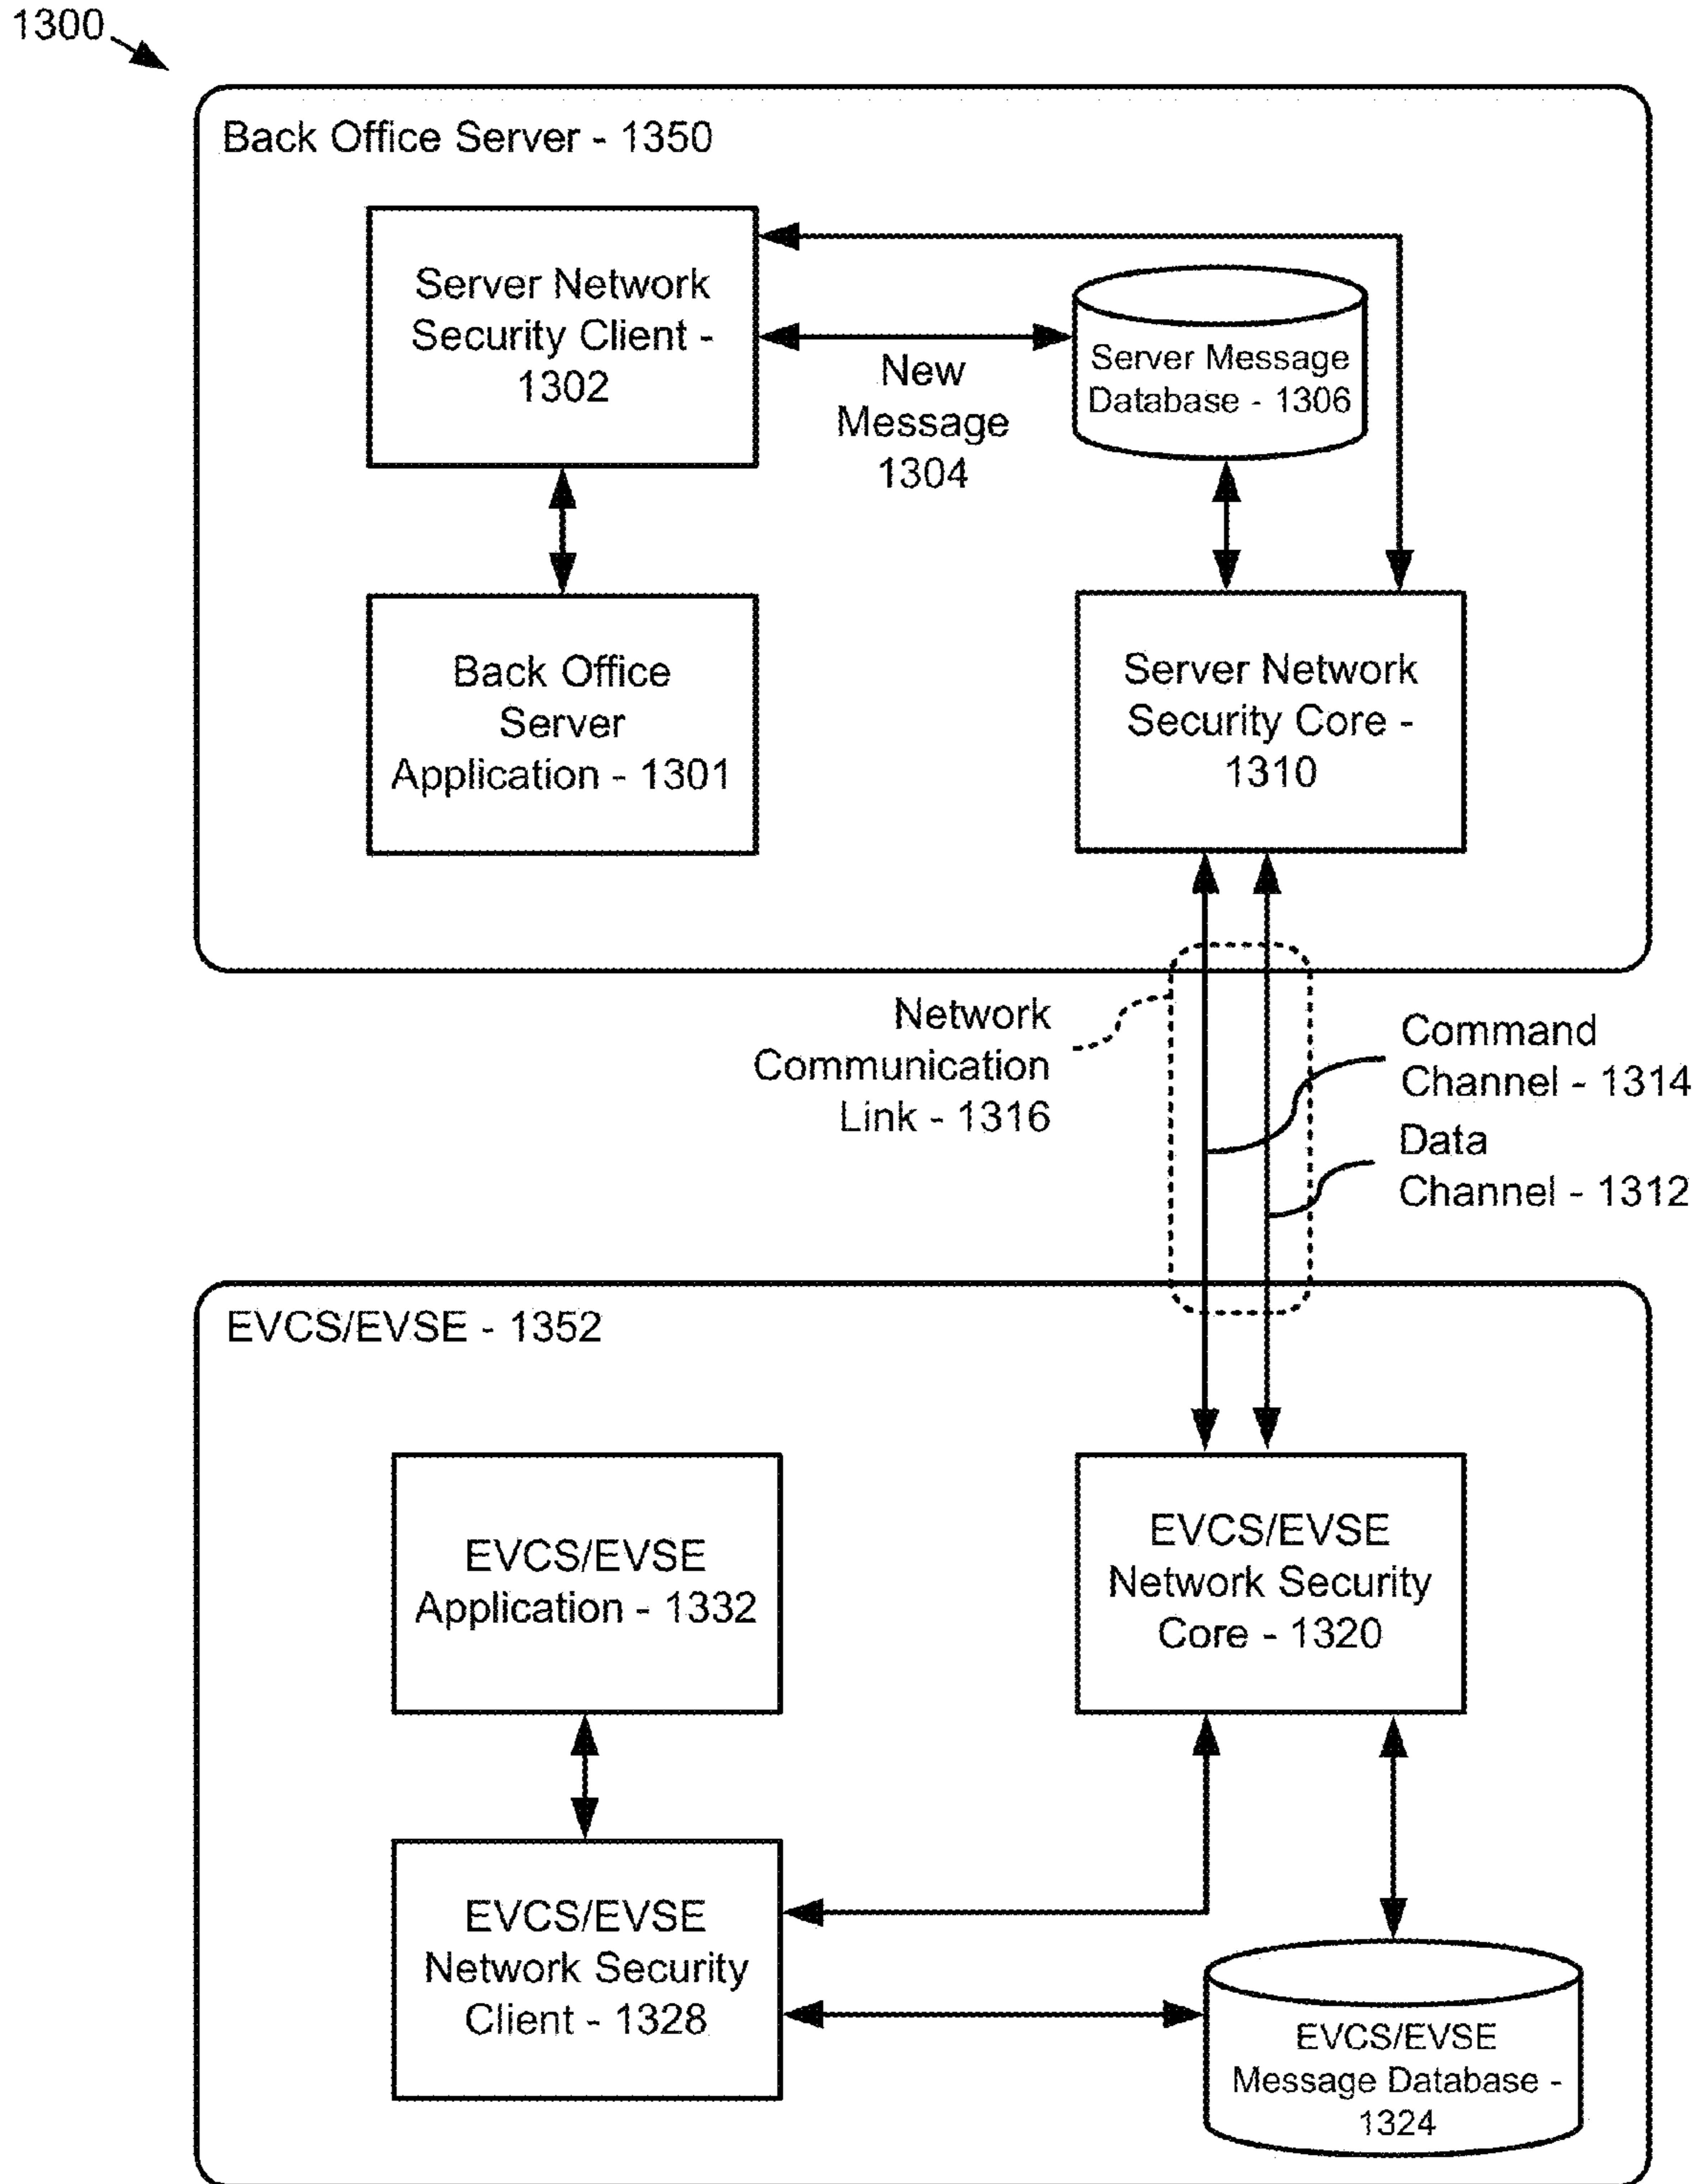 1300
Back Office Server - 1350
Server Network
Security Client -
1302
New
Message
1304
Server Message
Database - 1306
Back Office
Server
Application - 1301
Server Network
Security Core -
1310
Network
Communication
Link - 1316
Command
Channel - 1314
Data
Channel - 1312
EVCS/EVSE - 1352
EVCS/EVSE
Application - 1332
EVCS/EVSE
Network Security
Core - 1320
EVCS/EVSE
Network Security
Client - 1328
EVCS/EVSE
Message Database -
1324